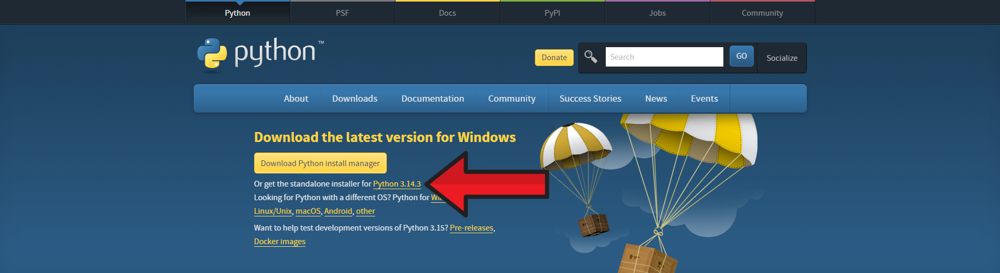 Python PSF Docs PyPI Jobs Community
python™
Donate Search GO Socialize
About Downloads Documentation Community Success Stories News Events
Download the latest version for Windows
Download Python install manager
Or get the standalone installer for Python 3.14.3
Looking for Python with a different OS? Python for
Linux/Unix, macOS, Android, other
Want to help test development versions of Python 3.15? Pre-releases,
Docker images